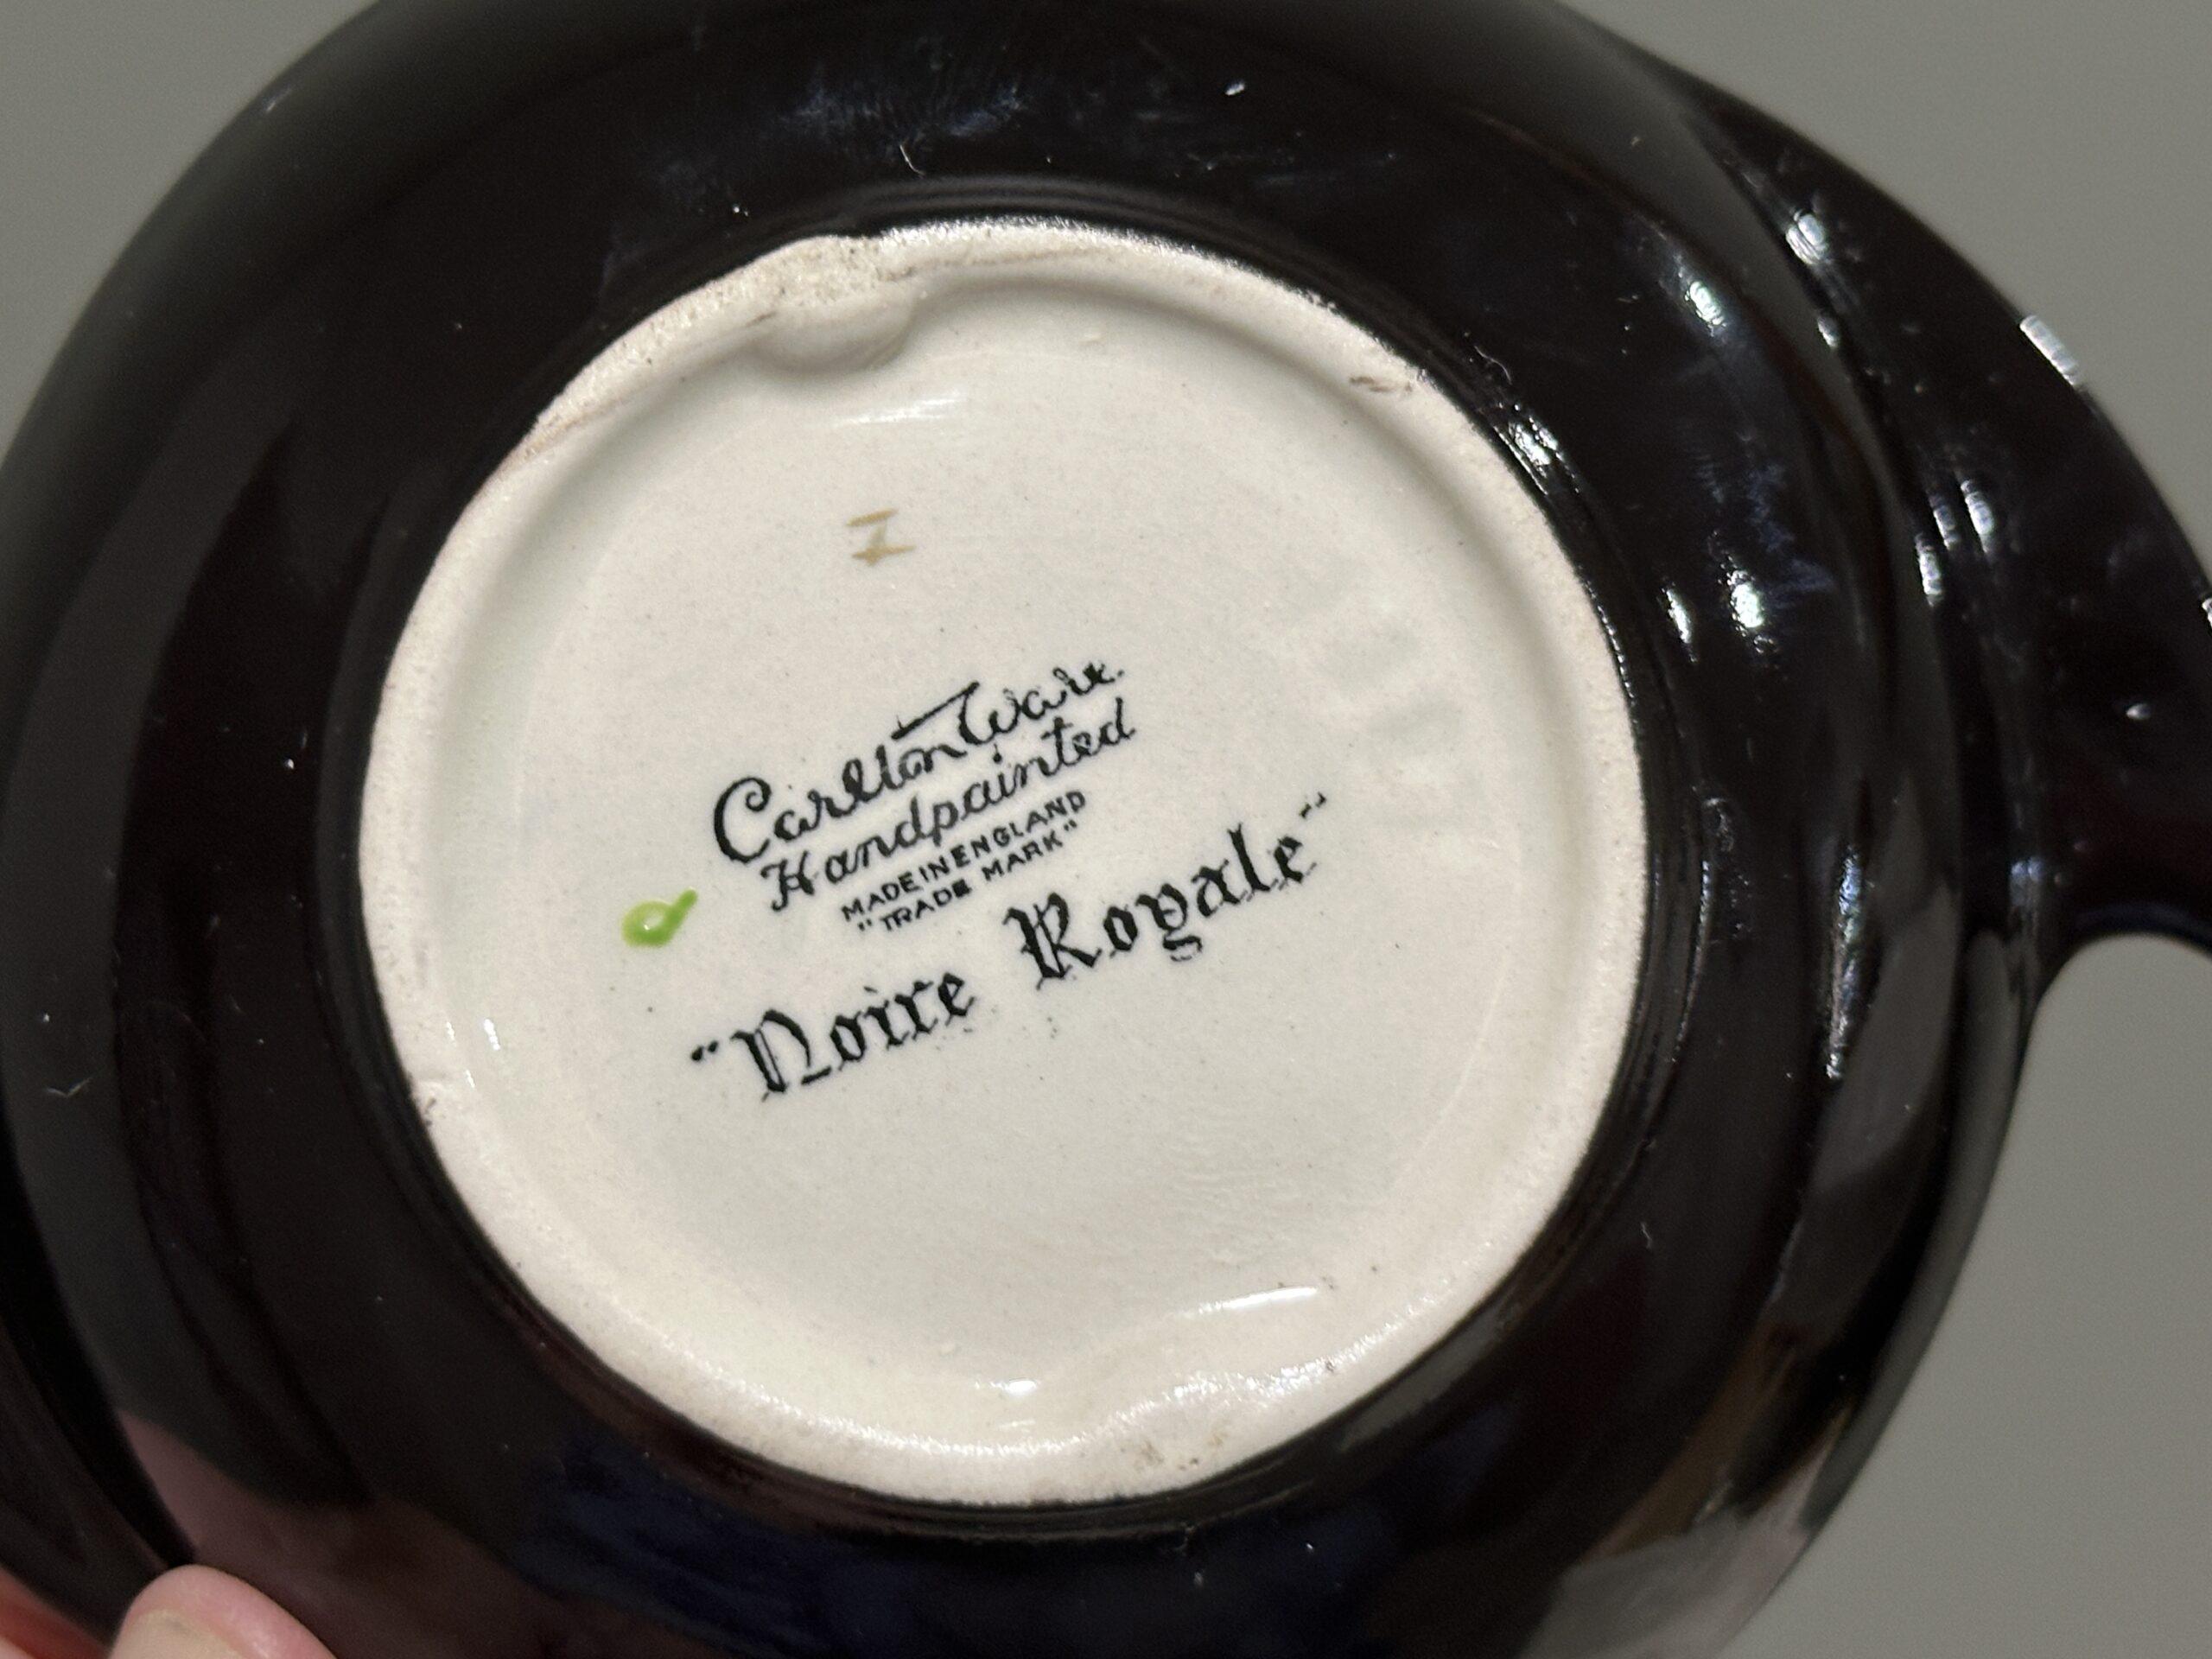 Carlton Ware
Handpainted
MADE IN ENGLAND
"TRADE MARK"
"Noire Royale"